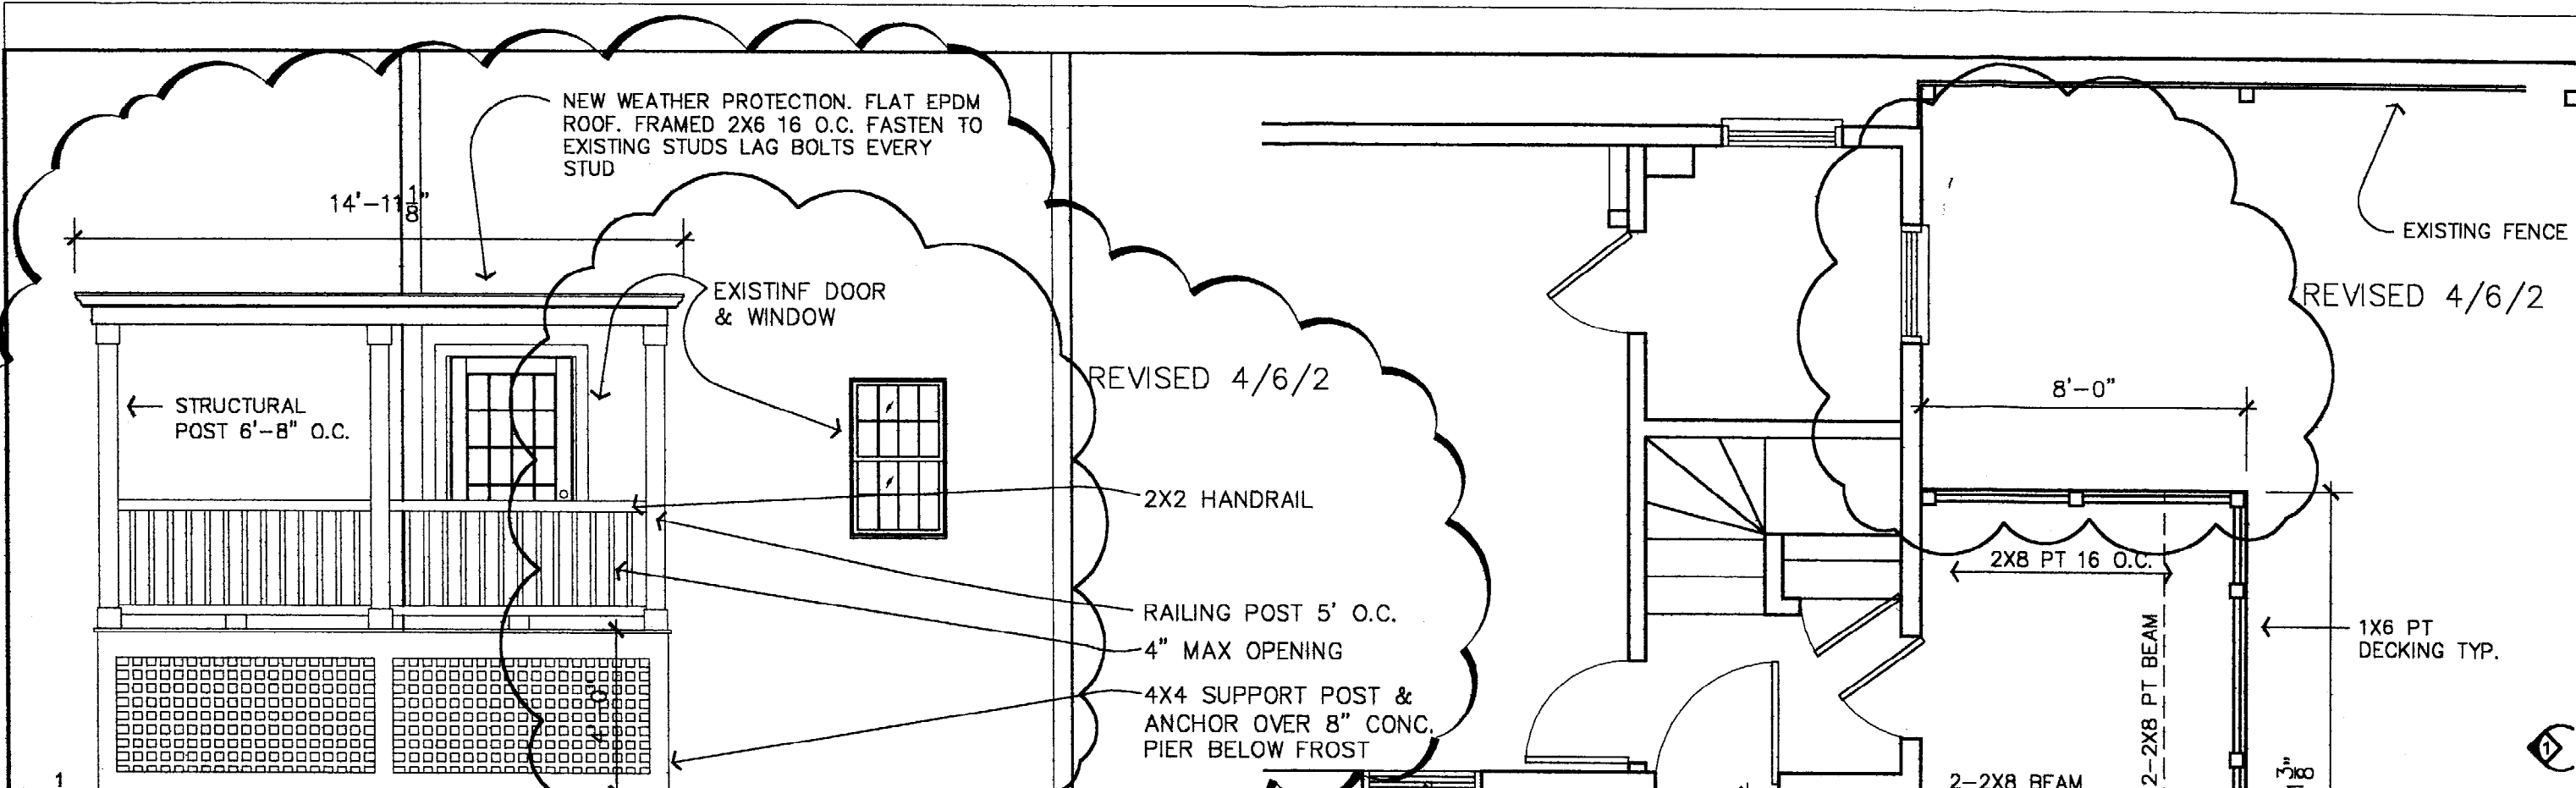 NEW WEATHER PROTECTION. FLAT EPDM
ROOF. FRAMED 2X6 16 O.C. FASTEN TO
EXISTING STUDS LAG BOLTS EVERY
STUD
14'-11 1/8"
EXISTINF DOOR
& WINDOW
REVISED 4/6/2
STRUCTURAL
POST 6'-8" O.C.
2X2 HANDRAIL
RAILING POST 5' O.C.
4" MAX OPENING
4X4 SUPPORT POST &
ANCHOR OVER 8" CONC.
PIER BELOW FROST
4'-0"
1
EXISTING FENCE
REVISED 4/6/2
8'-0"
2X8 PT 16 O.C.
2-2X8 PT BEAM
1X6 PT
DECKING TYP.
2-2X8 BEAM
1